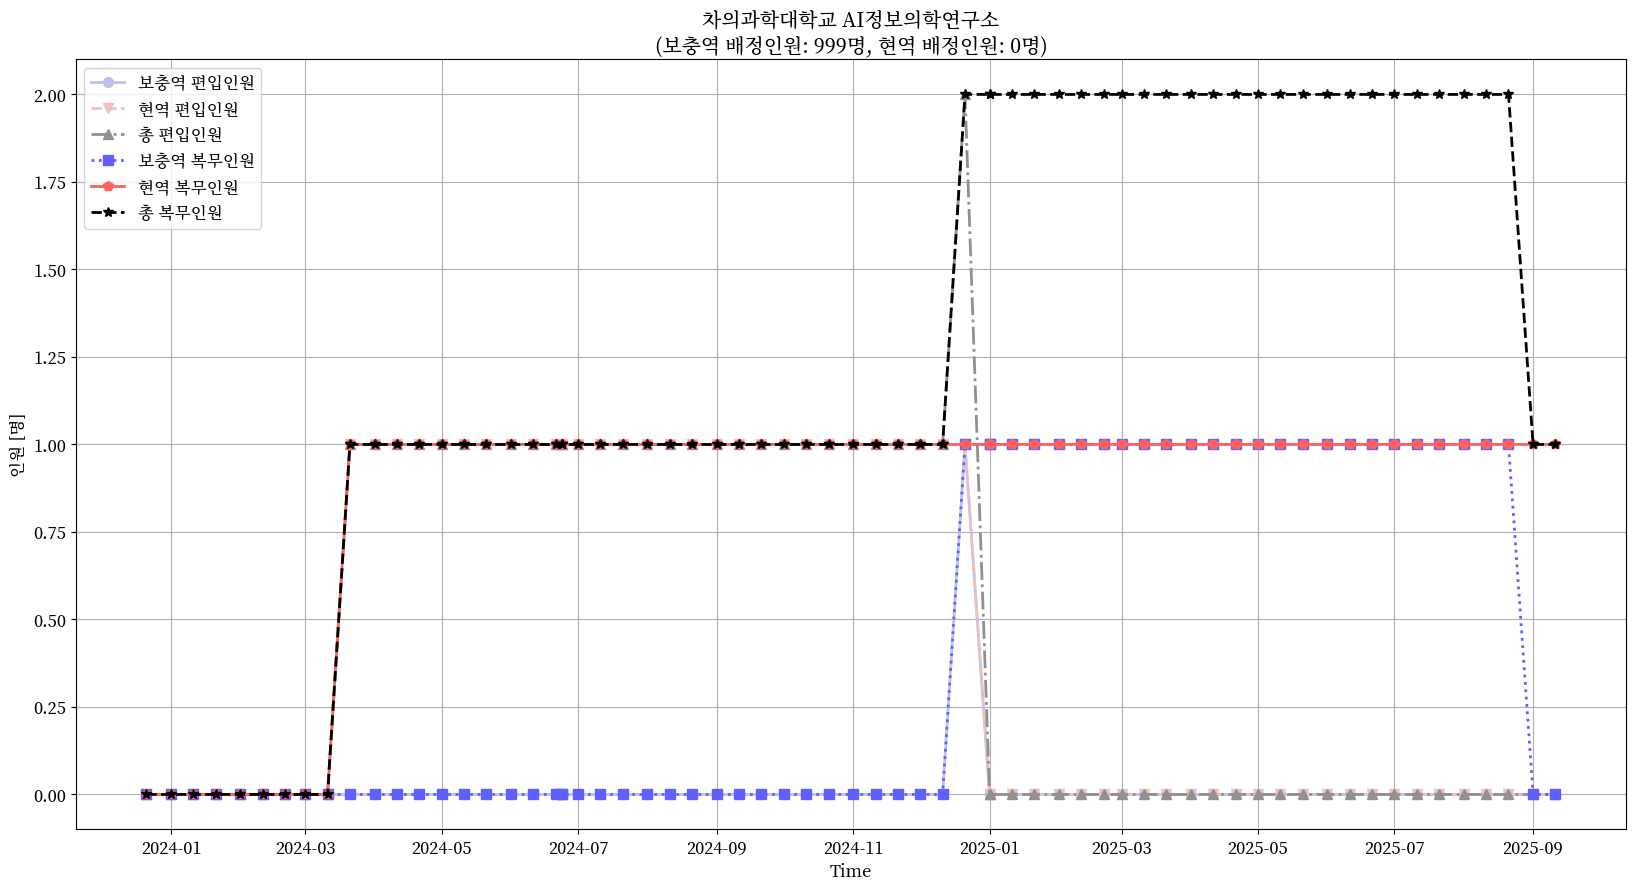 차의과학대학교 AI정보의학연구소
(보충역 배정인원: 999명, 현역 배정인원: 0명)
보충역 편입인원
현역 편입인원
총 편입인원
보충역 복무인원
현역 복무인원
총 복무인원
인원 [명]
2.00
1.75
1.50
1.25
1.00
0.75
0.50
0.25
0.00
2024-01 2024-03 2024-05 2024-07 2024-09 2024-11 2025-01 2025-03 2025-05 2025-07 2025-09
Time